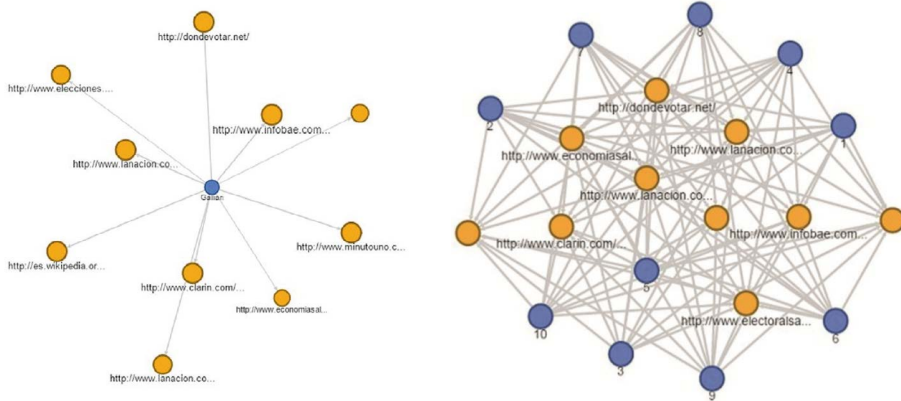 http://dondevotar.net/
http://www.elecciones....
http://www.infobae.com...
http://www.lanacion.co...
http://www.minutouno.c...
http://es.wikipedia.or...
http://www.clarin.com/...
http://www.economiasal...
http://www.lanacion.co...
8
7
4
2
http://dondevotar.net/
1
http://www.economiasal...
http://www.lanacion.co...
http://www.lanacion.co...
http://www.clarin.com/...
http://www.infobae.com...
5
http://www.electoralsa...
10
6
3
9